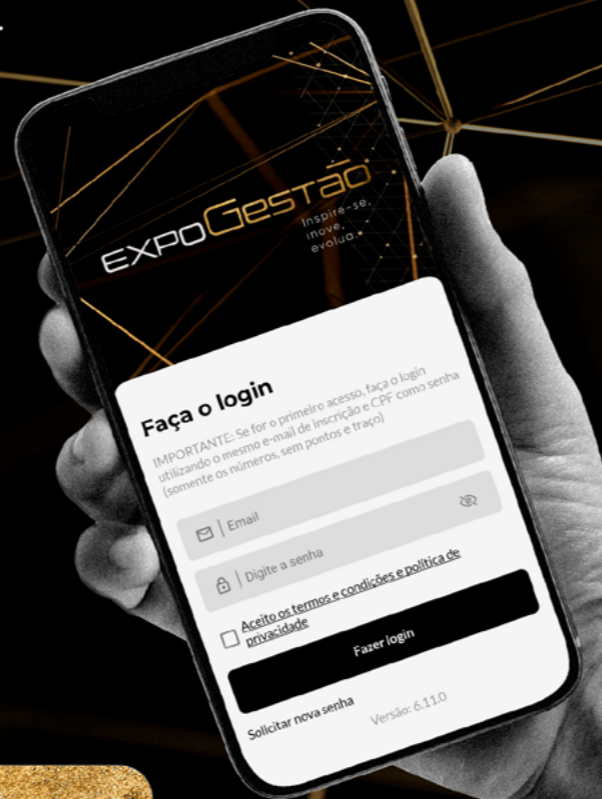 EXPOGESTÃO
Inspire-se,
inove,
evolua.
Faça o login
IMPORTANTE: Se for o primeiro acesso, faça o login
utilizando o mesmo e-mail de inscrição e CPF como senha
(somente os números, sem pontos e traço)
Email
Digite a senha
Aceito os termos e condições e política de
privacidade
Fazer login
Solicitar nova senha
Versão: 6.11.0